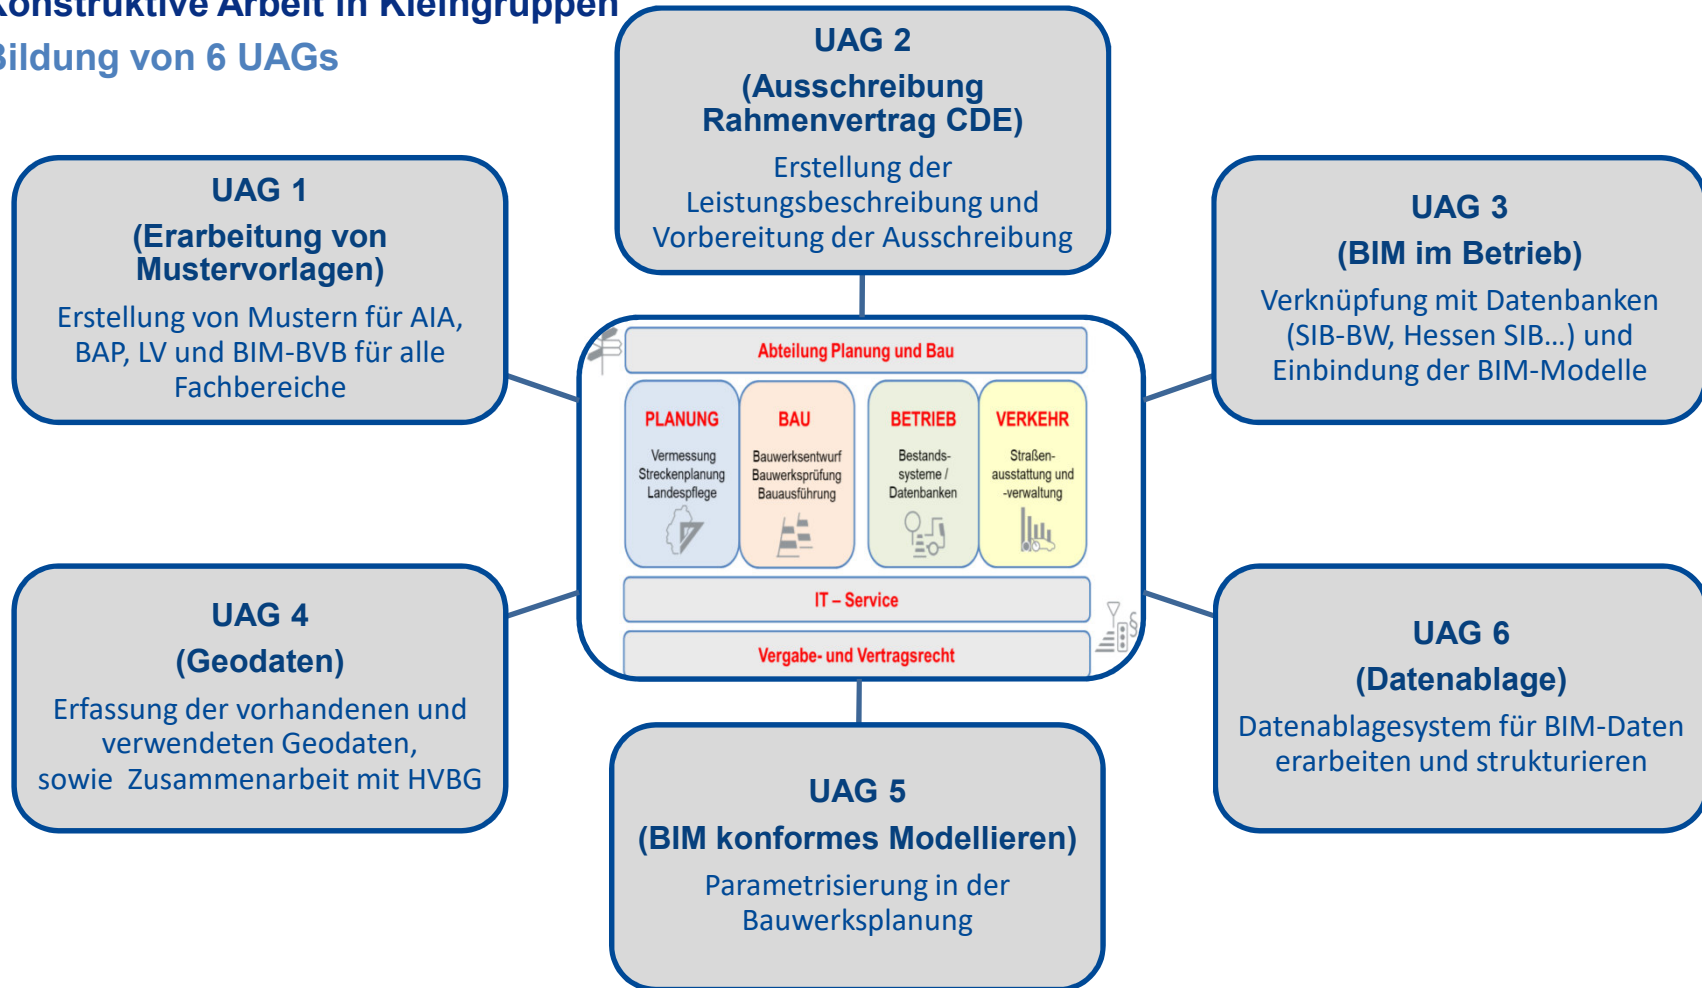 Konstruktive Arbeit in Kleingruppen
Bildung von 6 UAGs
UAG 1
(Erarbeitung von
Mustervorlagen)
Erstellung von Mustern für AIA,
BAP, LV und BIM-BVB für alle
Fachbereiche
UAG 2
(Ausschreibung
Rahmenvertrag CDE)
Erstellung der
Leistungsbeschreibung und
Vorbereitung der Ausschreibung
UAG 3
(BIM im Betrieb)
Verknüpfung mit Datenbanken
(SIB-BW, Hessen SIB…) und
Einbindung der BIM-Modelle
Abteilung Planung und Bau
PLANUNG
Vermessung
Streckenplanung
Landespflege
BAU
Bauwerksentwurf
Bauwerksprüfung
Bauausführung
BETRIEB
Bestands-
systeme /
Datenbanken
VERKEHR
Straßen-
ausstattung und
-verwaltung
IT – Service
Vergabe- und Vertragsrecht
§
UAG 4
(Geodaten)
Erfassung der vorhandenen und
verwendeten Geodaten,
sowie Zusammenarbeit mit HVBG
UAG 5
(BIM konformes Modellieren)
Parametrisierung in der
Bauwerksplanung
UAG 6
(Datenablage)
Datenablagesystem für BIM-Daten
erarbeiten und strukturieren